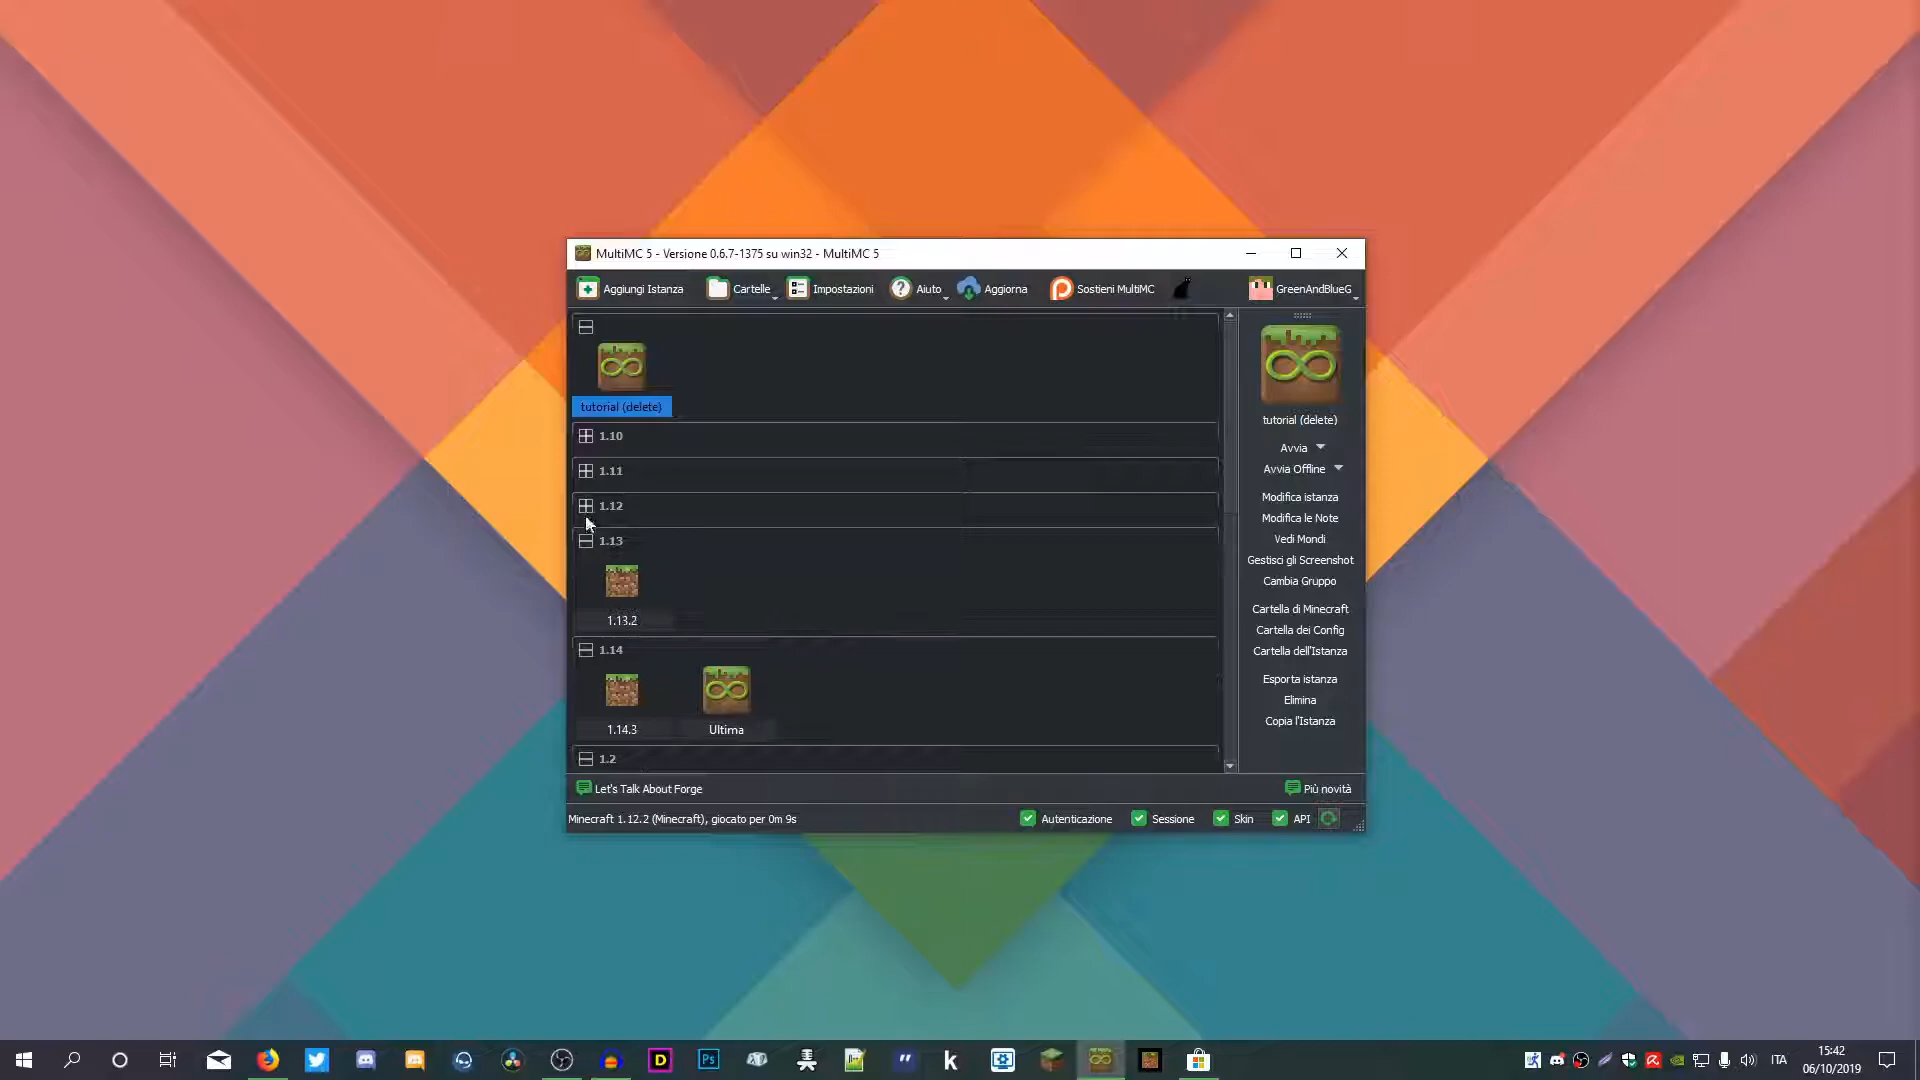 MultiMC 5 - Versione 0.6.7-1375 su win32 - MultiMC 5
Aggiungi Istanza
Cartelle
Impostazioni
Aiuto
Aggiorna
Sostieni MultiMC
GreenAndBlueG
tutorial (delete)
1.10
1.11
1.12
1.13
1.13.2
1.14
1.14.3
Ultima
1.2
tutorial (delete)
Avvia
Avvia Offline
Modifica istanza
Modifica le Note
Vedi Mondi
Gestisci gli Screenshot
Cambia Gruppo
Cartella di Minecraft
Cartella dei Config
Cartella dell'Istanza
Esporta istanza
Elimina
Copia l'Istanza
Let's Talk About Forge
Più novità
Minecraft 1.12.2 (Minecraft), giocato per 0m 9s
Autenticazione
Sessione
Skin
API
D
Ps
k
ITA
15:42
06/10/2019